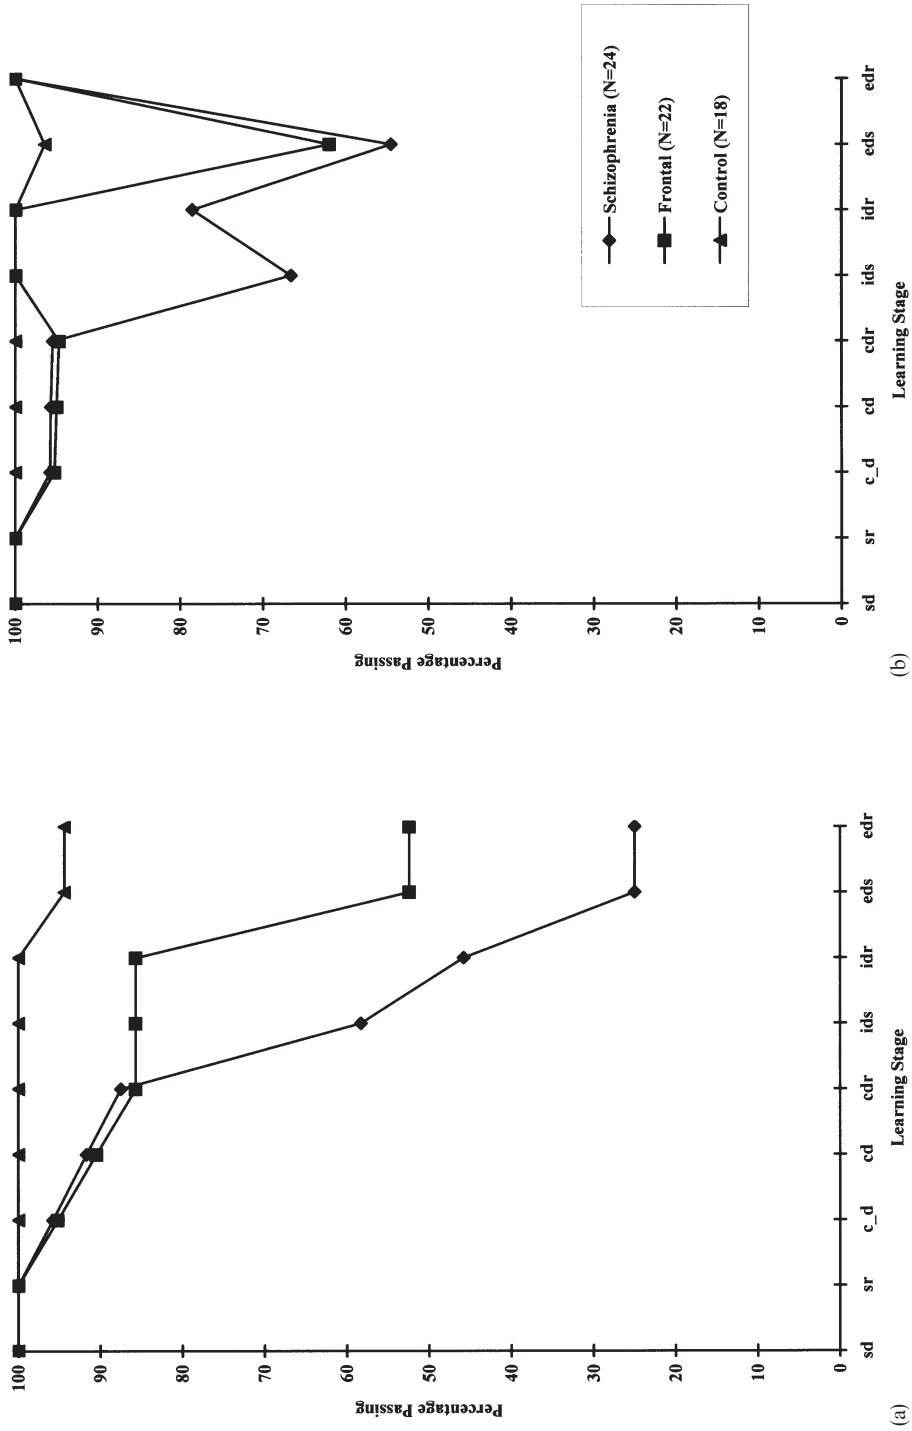 100
90
80
70
60
50
40
30
20
10
0
Percentage Passing
sd
sr
c_d
cd
cdr
ids
idr
eds
edr
Learning Stage
(a)
100
90
80
70
60
50
40
30
20
10
0
Percentage Passing
sd
sr
c_d
cd
cdr
ids
idr
eds
edr
Learning Stage
Schizophrenia (N=24)
Frontal (N=22)
Control (N=18)
(b)